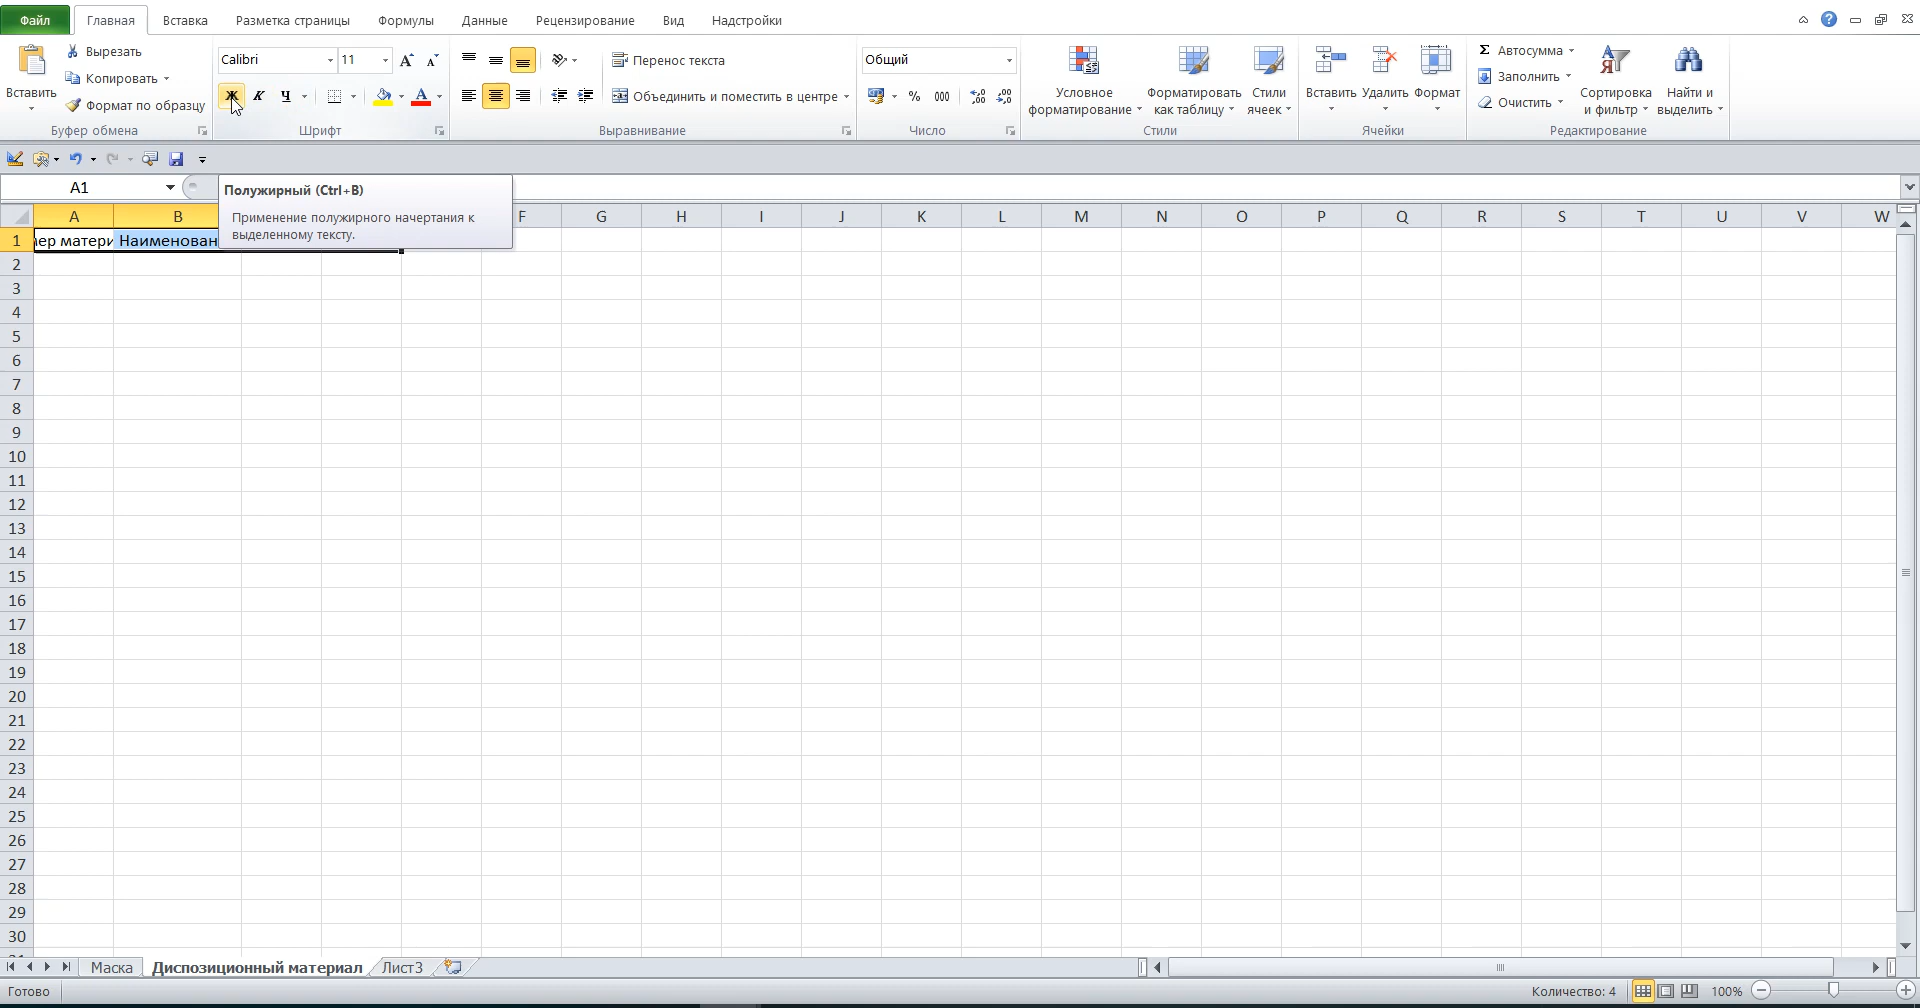 Файл Главная Вставка Разметка страницы Формулы Данные Рецензирование Вид Надстройки
Вставить
Вырезать
Копировать
Формат по образцу
Буфер обмена
Calibri 11
Ж К Ч
Шрифт
Перенос текста
Объединить и поместить в центре
Выравнивание
Общий
% 000
Число
Условное форматирование
Форматировать как таблицу
Стили ячеек
Стили
Вставить Удалить Формат
Ячейки
Σ Автосумма
Заполнить
Очистить
Сортировка и фильтр
Найти и выделить
Редактирование
A1
Полужирный (Ctrl+B)
Применение полужирного начертания к
выделенному тексту.
A B F G H I J K L M N O P Q R S T U V W
1 мер матери Наименован
2
3
4
5
6
7
8
9
10
11
12
13
14
15
16
17
18
19
20
21
22
23
24
25
26
27
28
29
30
Маска Диспозиционный материал Лист3
Готово Количество: 4 100%